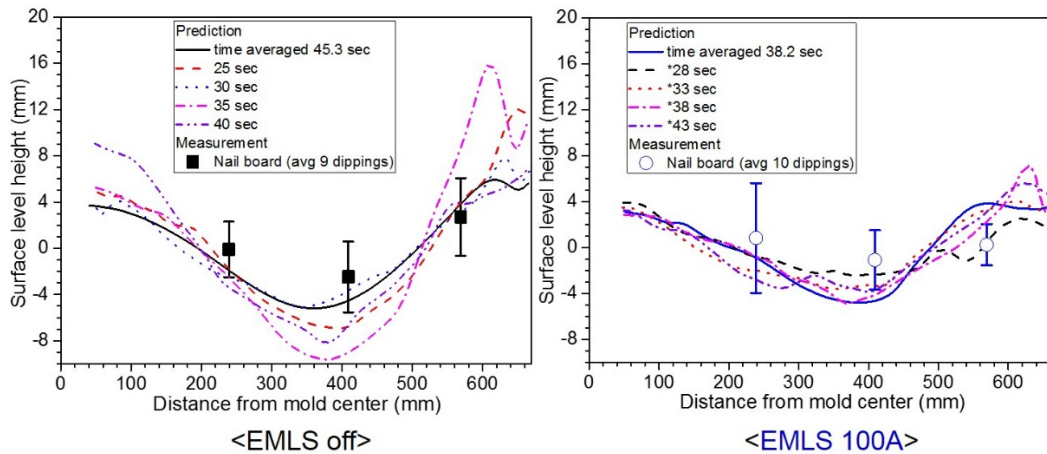 20
16
12
8
4
0
-4
-8
Surface level height (mm)
Prediction
time averaged 45.3 sec
25 sec
30 sec
35 sec
40 sec
Measurement
Nail board (avg 9 dippings)
0 100 200 300 400 500 600
Distance from mold center (mm)
<EMLS off>
20
16
12
8
4
0
-4
-8
Surface level height (mm)
Prediction
time averaged 38.2 sec
*28 sec
*33 sec
*38 sec
*43 sec
Measurement
Nail board (avg 10 dippings)
0 100 200 300 400 500 600
Distance from mold center (mm)
<EMLS 100A>